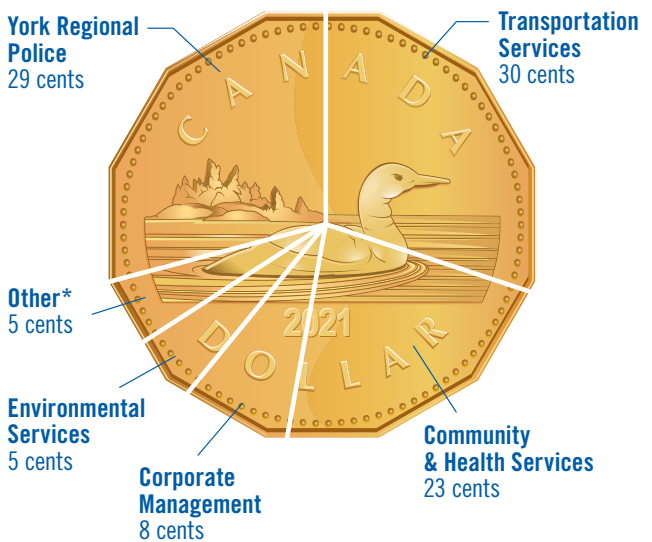 York Regional
Police
29 cents
Transportation
Services
30 cents
CANADA
Other*
5 cents
2021
DOLLAR
Environmental
Services
5 cents
Corporate
Management
8 cents
Community
& Health Services
23 cents